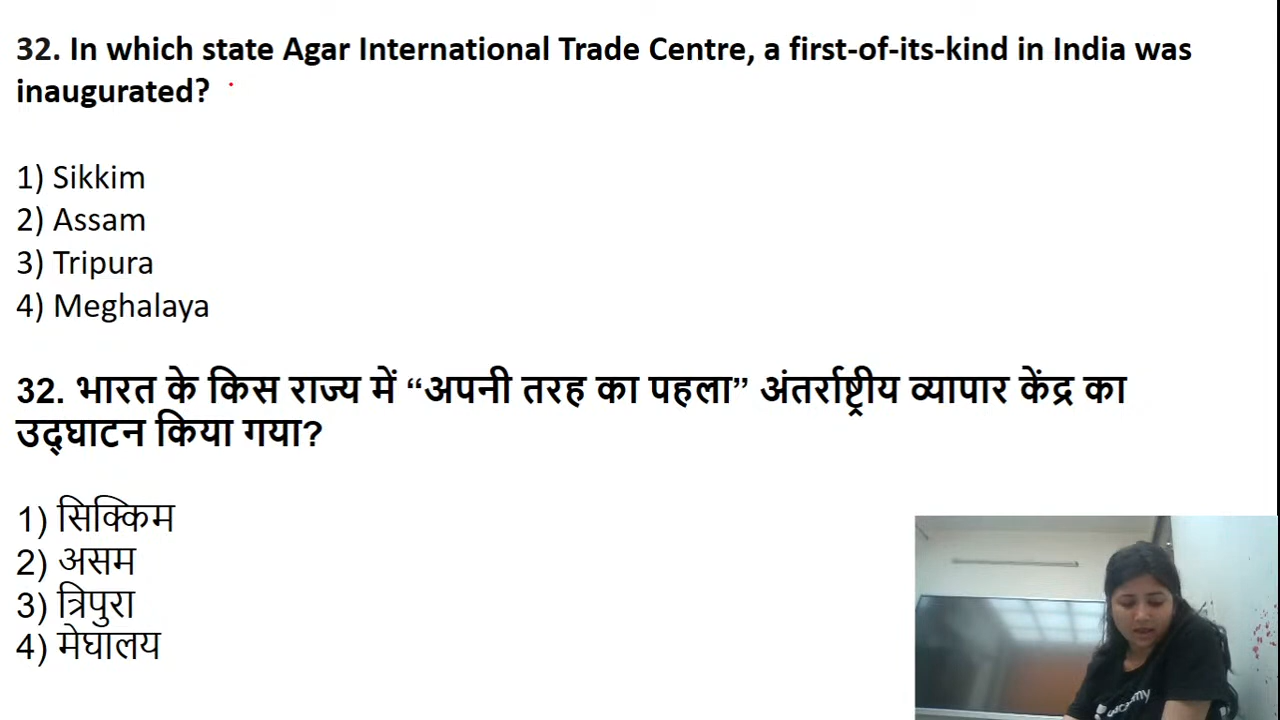 32. In which state Agar International Trade Centre, a first-of-its-kind in India was
inaugurated?
1) Sikkim
2) Assam
3) Tripura
4) Meghalaya
32. भारत के किस राज्य में “अपनी तरह का पहला” अंतर्राष्ट्रीय व्यापार केंद्र का
उद्घाटन किया गया?
1) सिक्किम
2) असम
3) त्रिपुरा
4) मेघालय